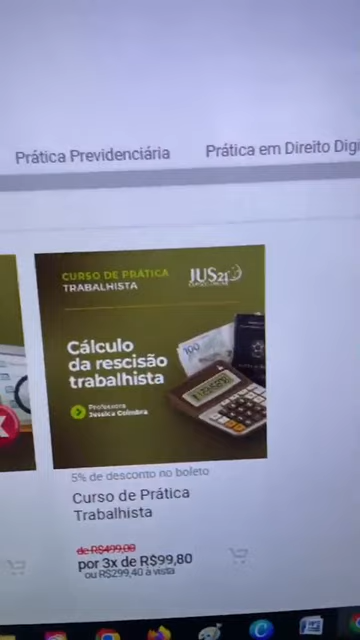 Prática Previdenciária
Prática em Direito Digi
CURSO DE PRÁTICA
TRABALHISTA
JUS21
Cálculo
da rescisão
trabalhista
Professora
Jessica Coimbra
5% de desconto no boleto
Curso de Prática
Trabalhista
de R$499,00
por 3x de R$99,80
ou R$299,40 à vista